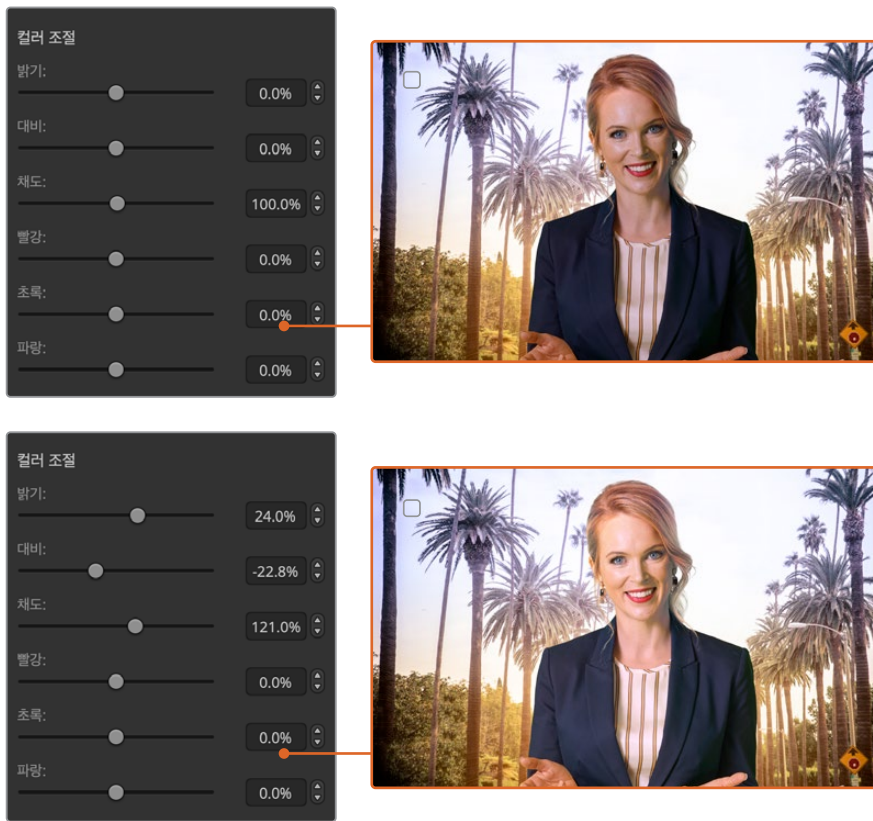 컬러 조절
밝기:
0.0%
대비:
0.0%
채도:
100.0%
빨강:
0.0%
초록:
0.0%
파랑:
0.0%
컬러 조절
밝기:
24.0%
대비:
-22.8%
채도:
121.0%
빨강:
0.0%
초록:
0.0%
파랑:
0.0%